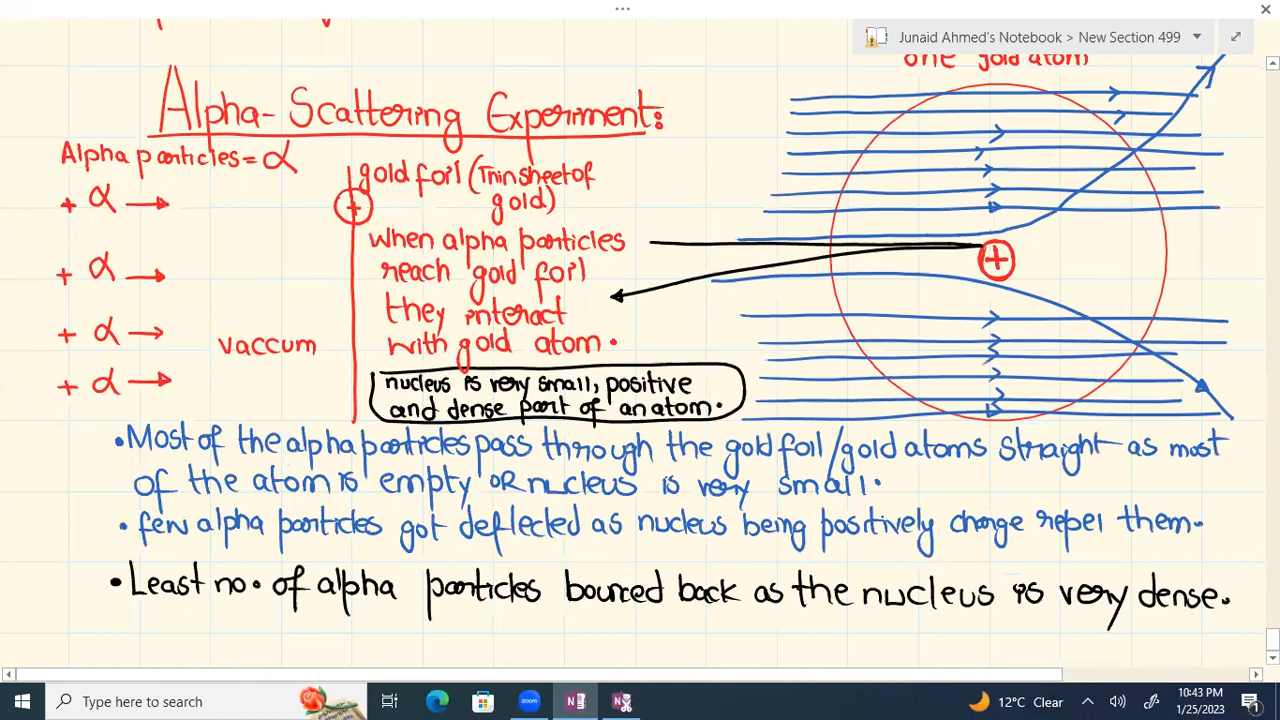 Junaid Ahmed's Notebook > New Section 499
one gold atom
Alpha-Scattering Experiment:
Alpha particles = α
gold foil (Thin sheet of
gold)
+ α →
+
when alpha particles
reach gold foil
+ α →
they interact
with gold atom.
+ α →
vaccum
+ α →
+
nucleus is very small, positive
and dense part of an atom.
• Most of the alpha particles pass through the gold foil/gold atoms straight as most
of the atom is empty OR nucleus is very small.
• few alpha particles got deflected as nucleus being positively charge repel them.
• Least no. of alpha particles bounced back as the nucleus is very dense.
Type here to search
zoom
N
12°C Clear
10:43 PM
1/25/2023
1